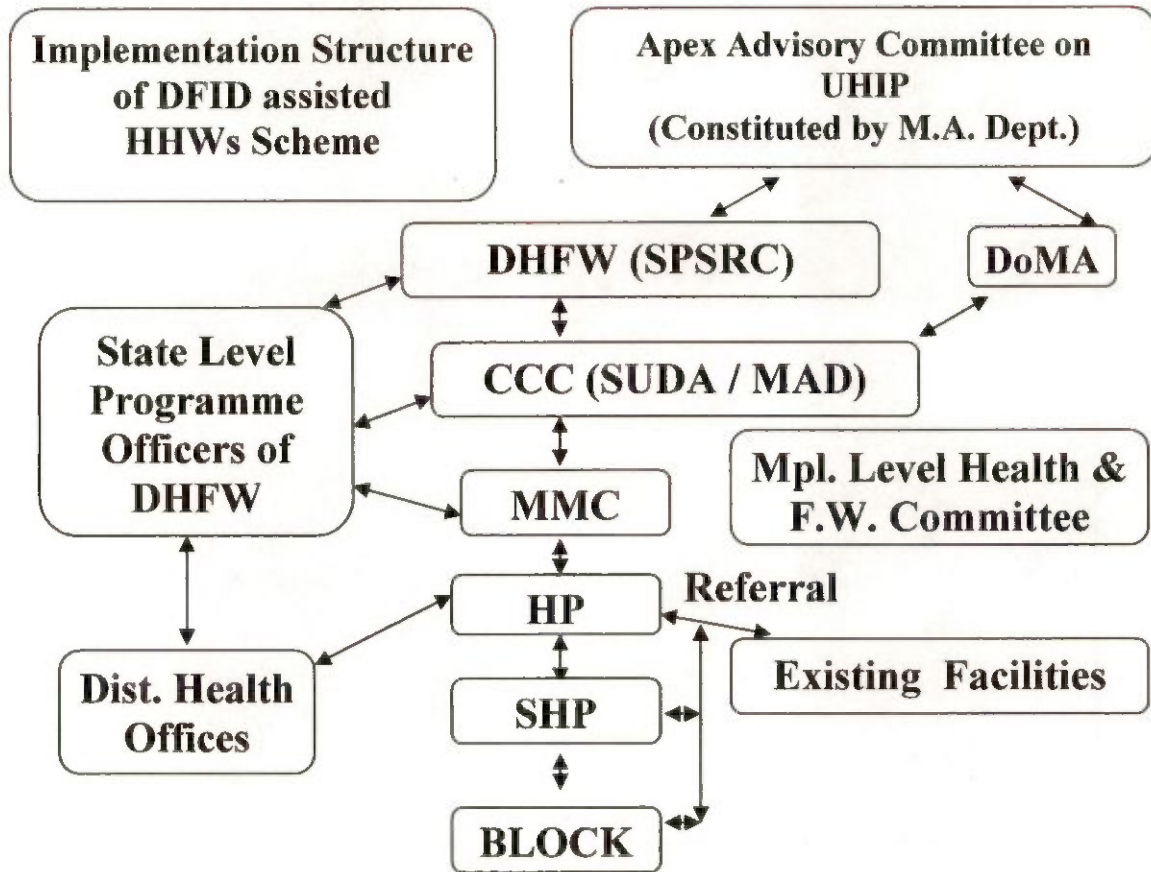 Implementation Structure
of DFID assisted
HHWs Scheme
Apex Advisory Committee on
UHIP
(Constituted by M.A. Dept.)
DHFW (SPSRC)
DoMA
State Level
Programme
Officers of
DHFW
CCC (SUDA / MAD)
Mpl. Level Health &
F.W. Committee
MMC
HP
Referral
Existing Facilities
Dist. Health
Offices
SHP
BLOCK